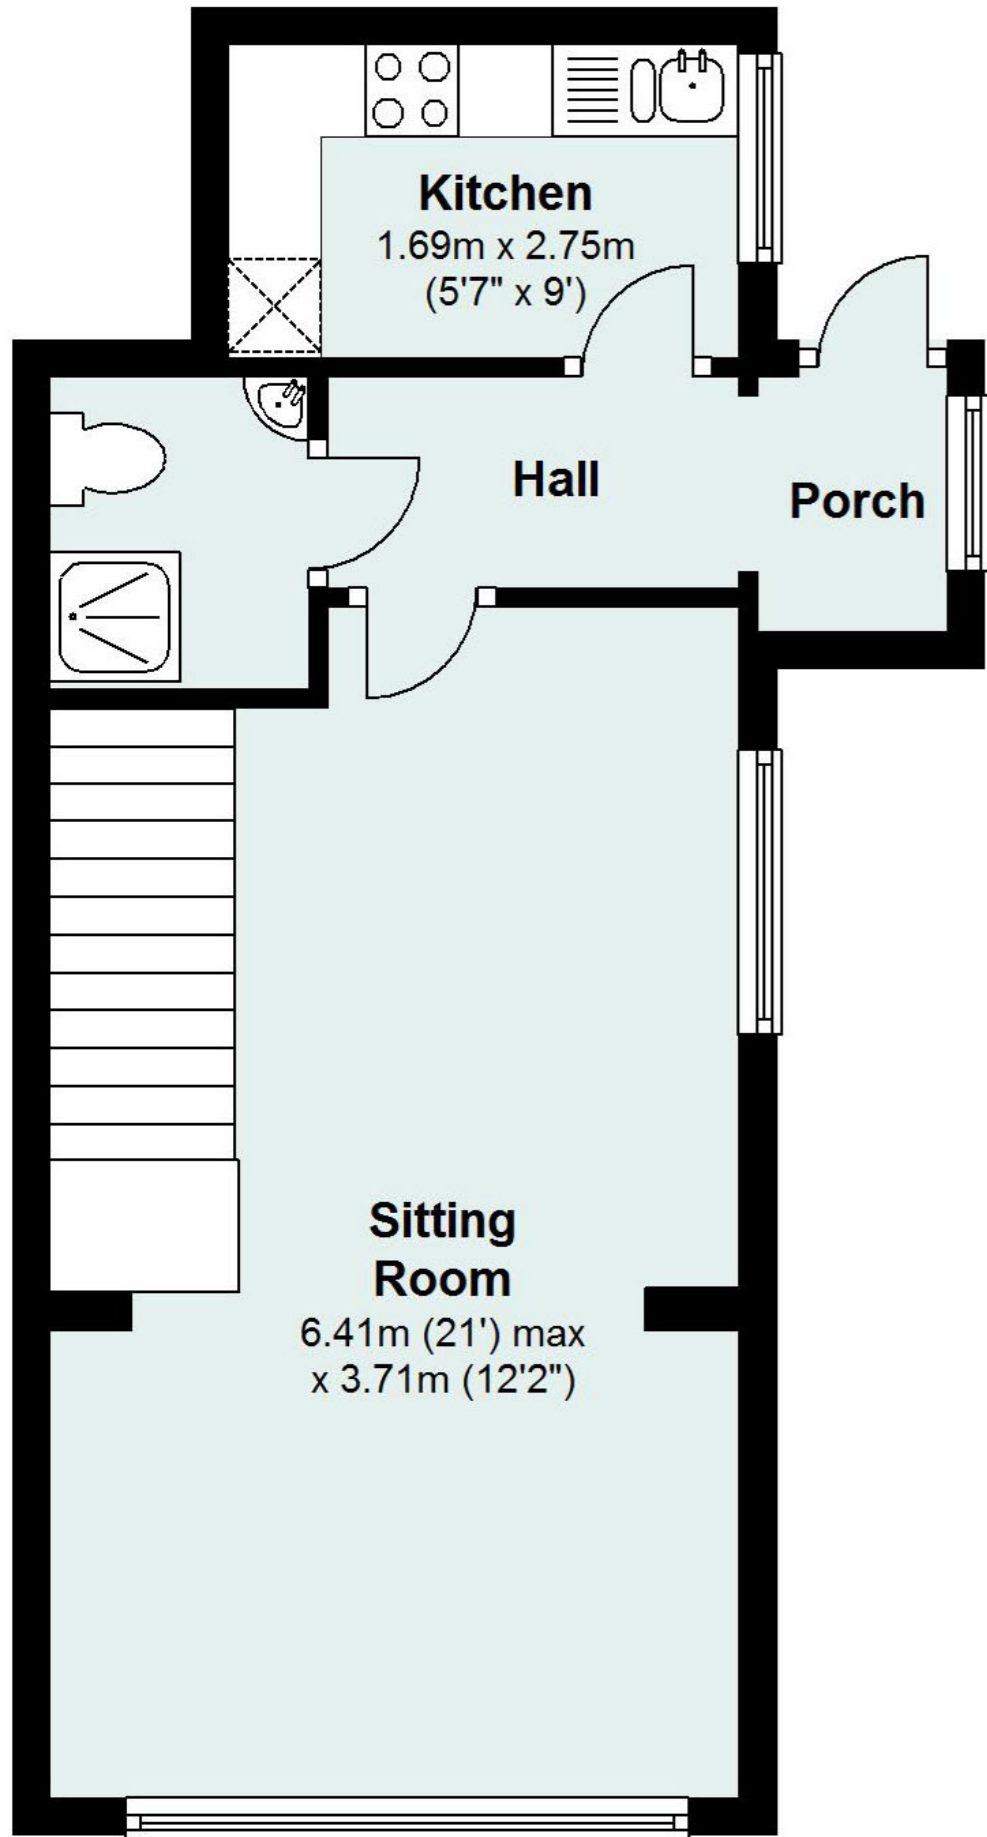 Kitchen
1.69m x 2.75m
(5'7" x 9')
Hall
Porch
Sitting
Room
6.41m (21') max
x 3.71m (12'2")